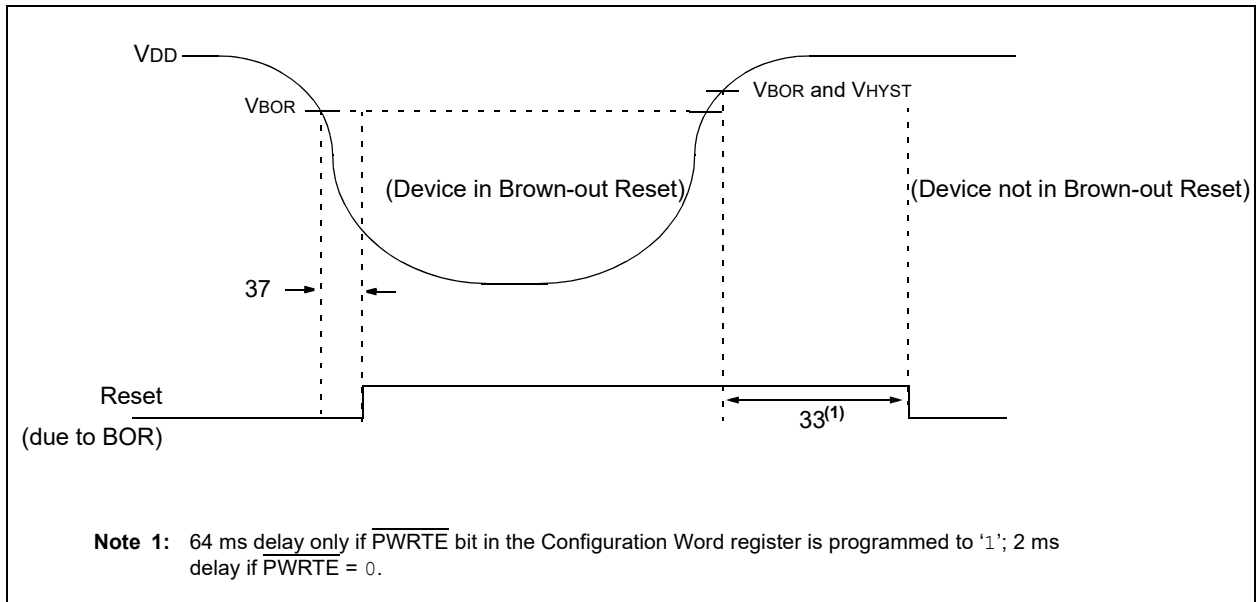 VDD
VBOR
VBOR and VHYST
(Device in Brown-out Reset)
(Device not in Brown-out Reset)
37
Reset
(due to BOR)
33(1)
Note 1: 64 ms delay only if PWRTE bit in the Configuration Word register is programmed to ‘1’; 2 ms
delay if PWRTE = 0.